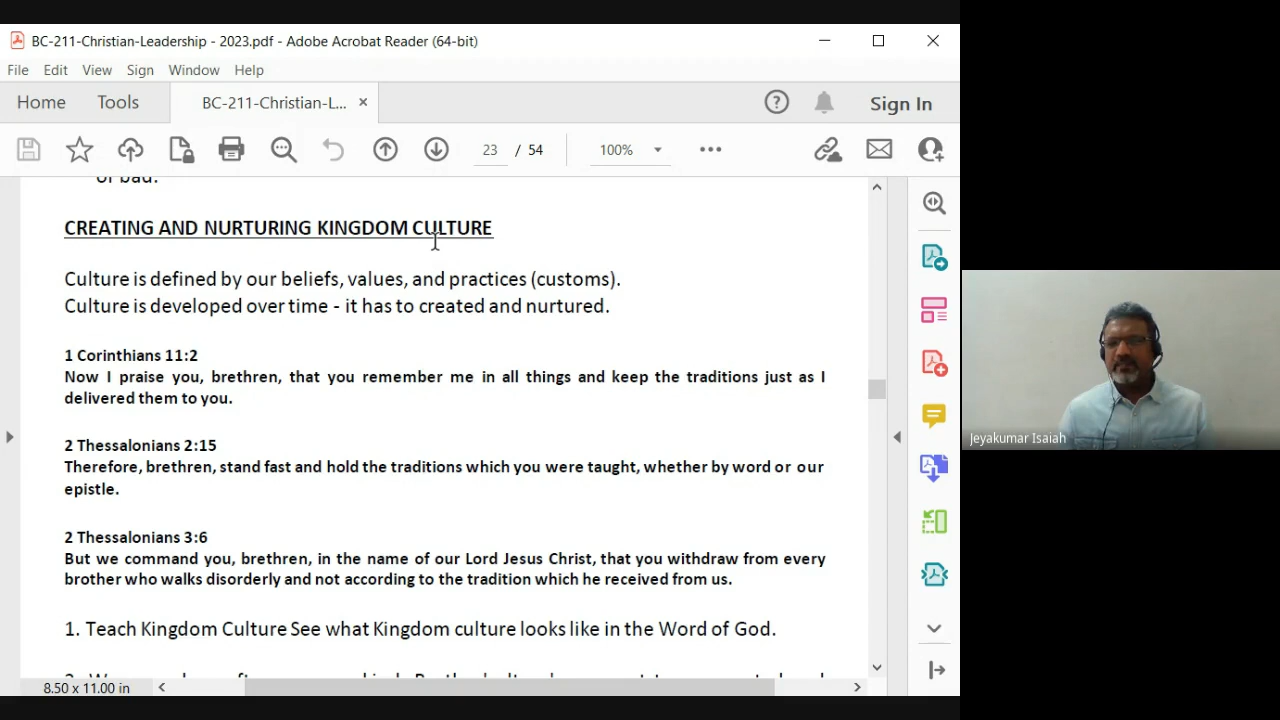 BC-211-Christian-Leadership - 2023.pdf - Adobe Acrobat Reader (64-bit)
File Edit View Sign Window Help
Home Tools BC-211-Christian-L... × Sign In
23 / 54 100%
or bad.
CREATING AND NURTURING KINGDOM CULTURE
Culture is defined by our beliefs, values, and practices (customs).
Culture is developed over time - it has to created and nurtured.
1 Corinthians 11:2
Now I praise you, brethren, that you remember me in all things and keep the traditions just as I
delivered them to you.
2 Thessalonians 2:15
Therefore, brethren, stand fast and hold the traditions which you were taught, whether by word or our
epistle.
2 Thessalonians 3:6
But we command you, brethren, in the name of our Lord Jesus Christ, that you withdraw from every
brother who walks disorderly and not according to the tradition which he received from us.
1. Teach Kingdom Culture See what Kingdom culture looks like in the Word of God.
8.50 x 11.00 in
Jeyakumar Isaiah